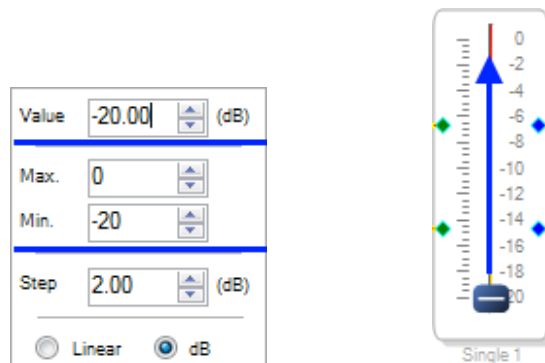 Value -20.00 (dB)
Max. 0
Min. -20
Step 2.00 (dB)
Linear dB
0
-2
-4
-6
-8
-10
-12
-14
-16
-18
20
Single 1